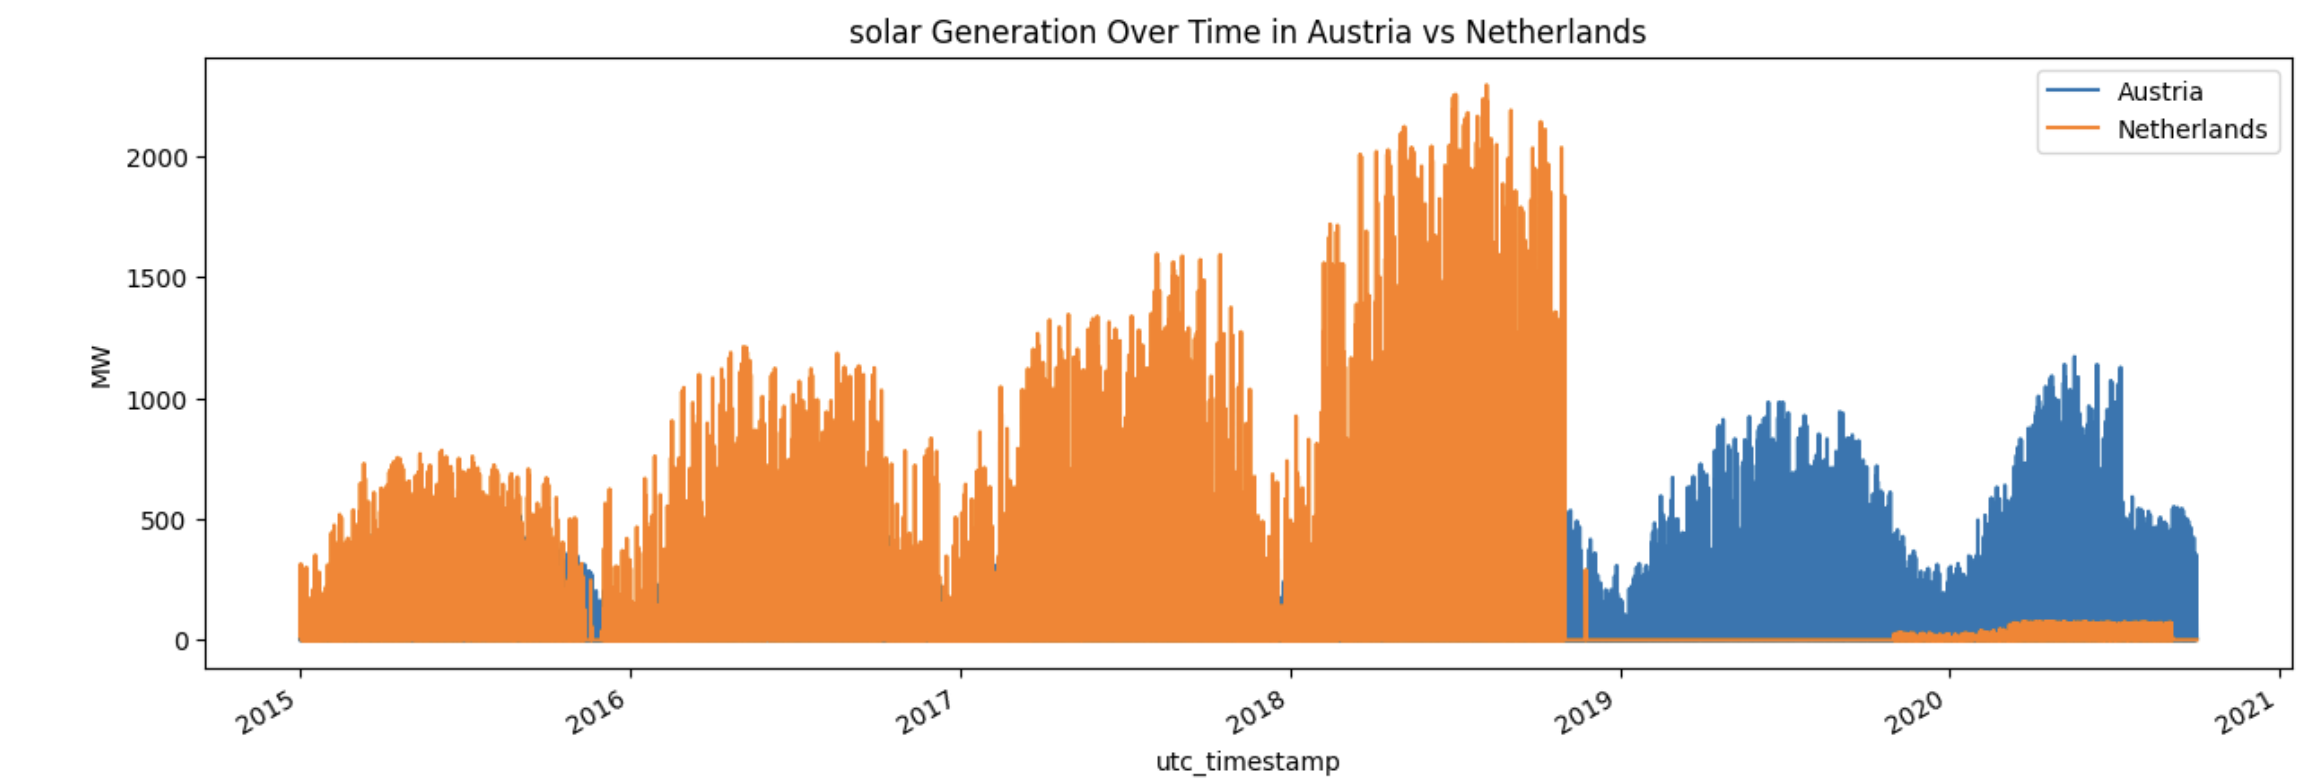 solar Generation Over Time in Austria vs Netherlands
Austria
Netherlands
MW
2000
1500
1000
500
0
2015
2016
2017
2018
2019
2020
2021
utc_timestamp